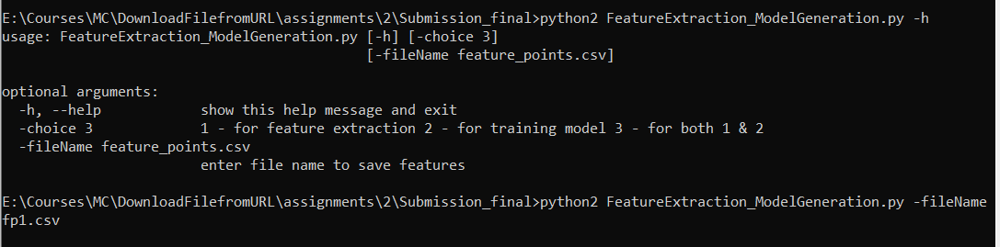 E:\Courses\MC\DownloadFilefromURL\assignments\2\Submission_final>python2 FeatureExtraction_ModelGeneration.py -h
usage: FeatureExtraction_ModelGeneration.py [-h] [-choice 3]
[-fileName feature_points.csv]
optional arguments:
-h, --help show this help message and exit
-choice 3 1 - for feature extraction 2 - for training model 3 - for both 1 & 2
-fileName feature_points.csv
enter file name to save features
E:\Courses\MC\DownloadFilefromURL\assignments\2\Submission_final>python2 FeatureExtraction_ModelGeneration.py -fileName
fp1.csv